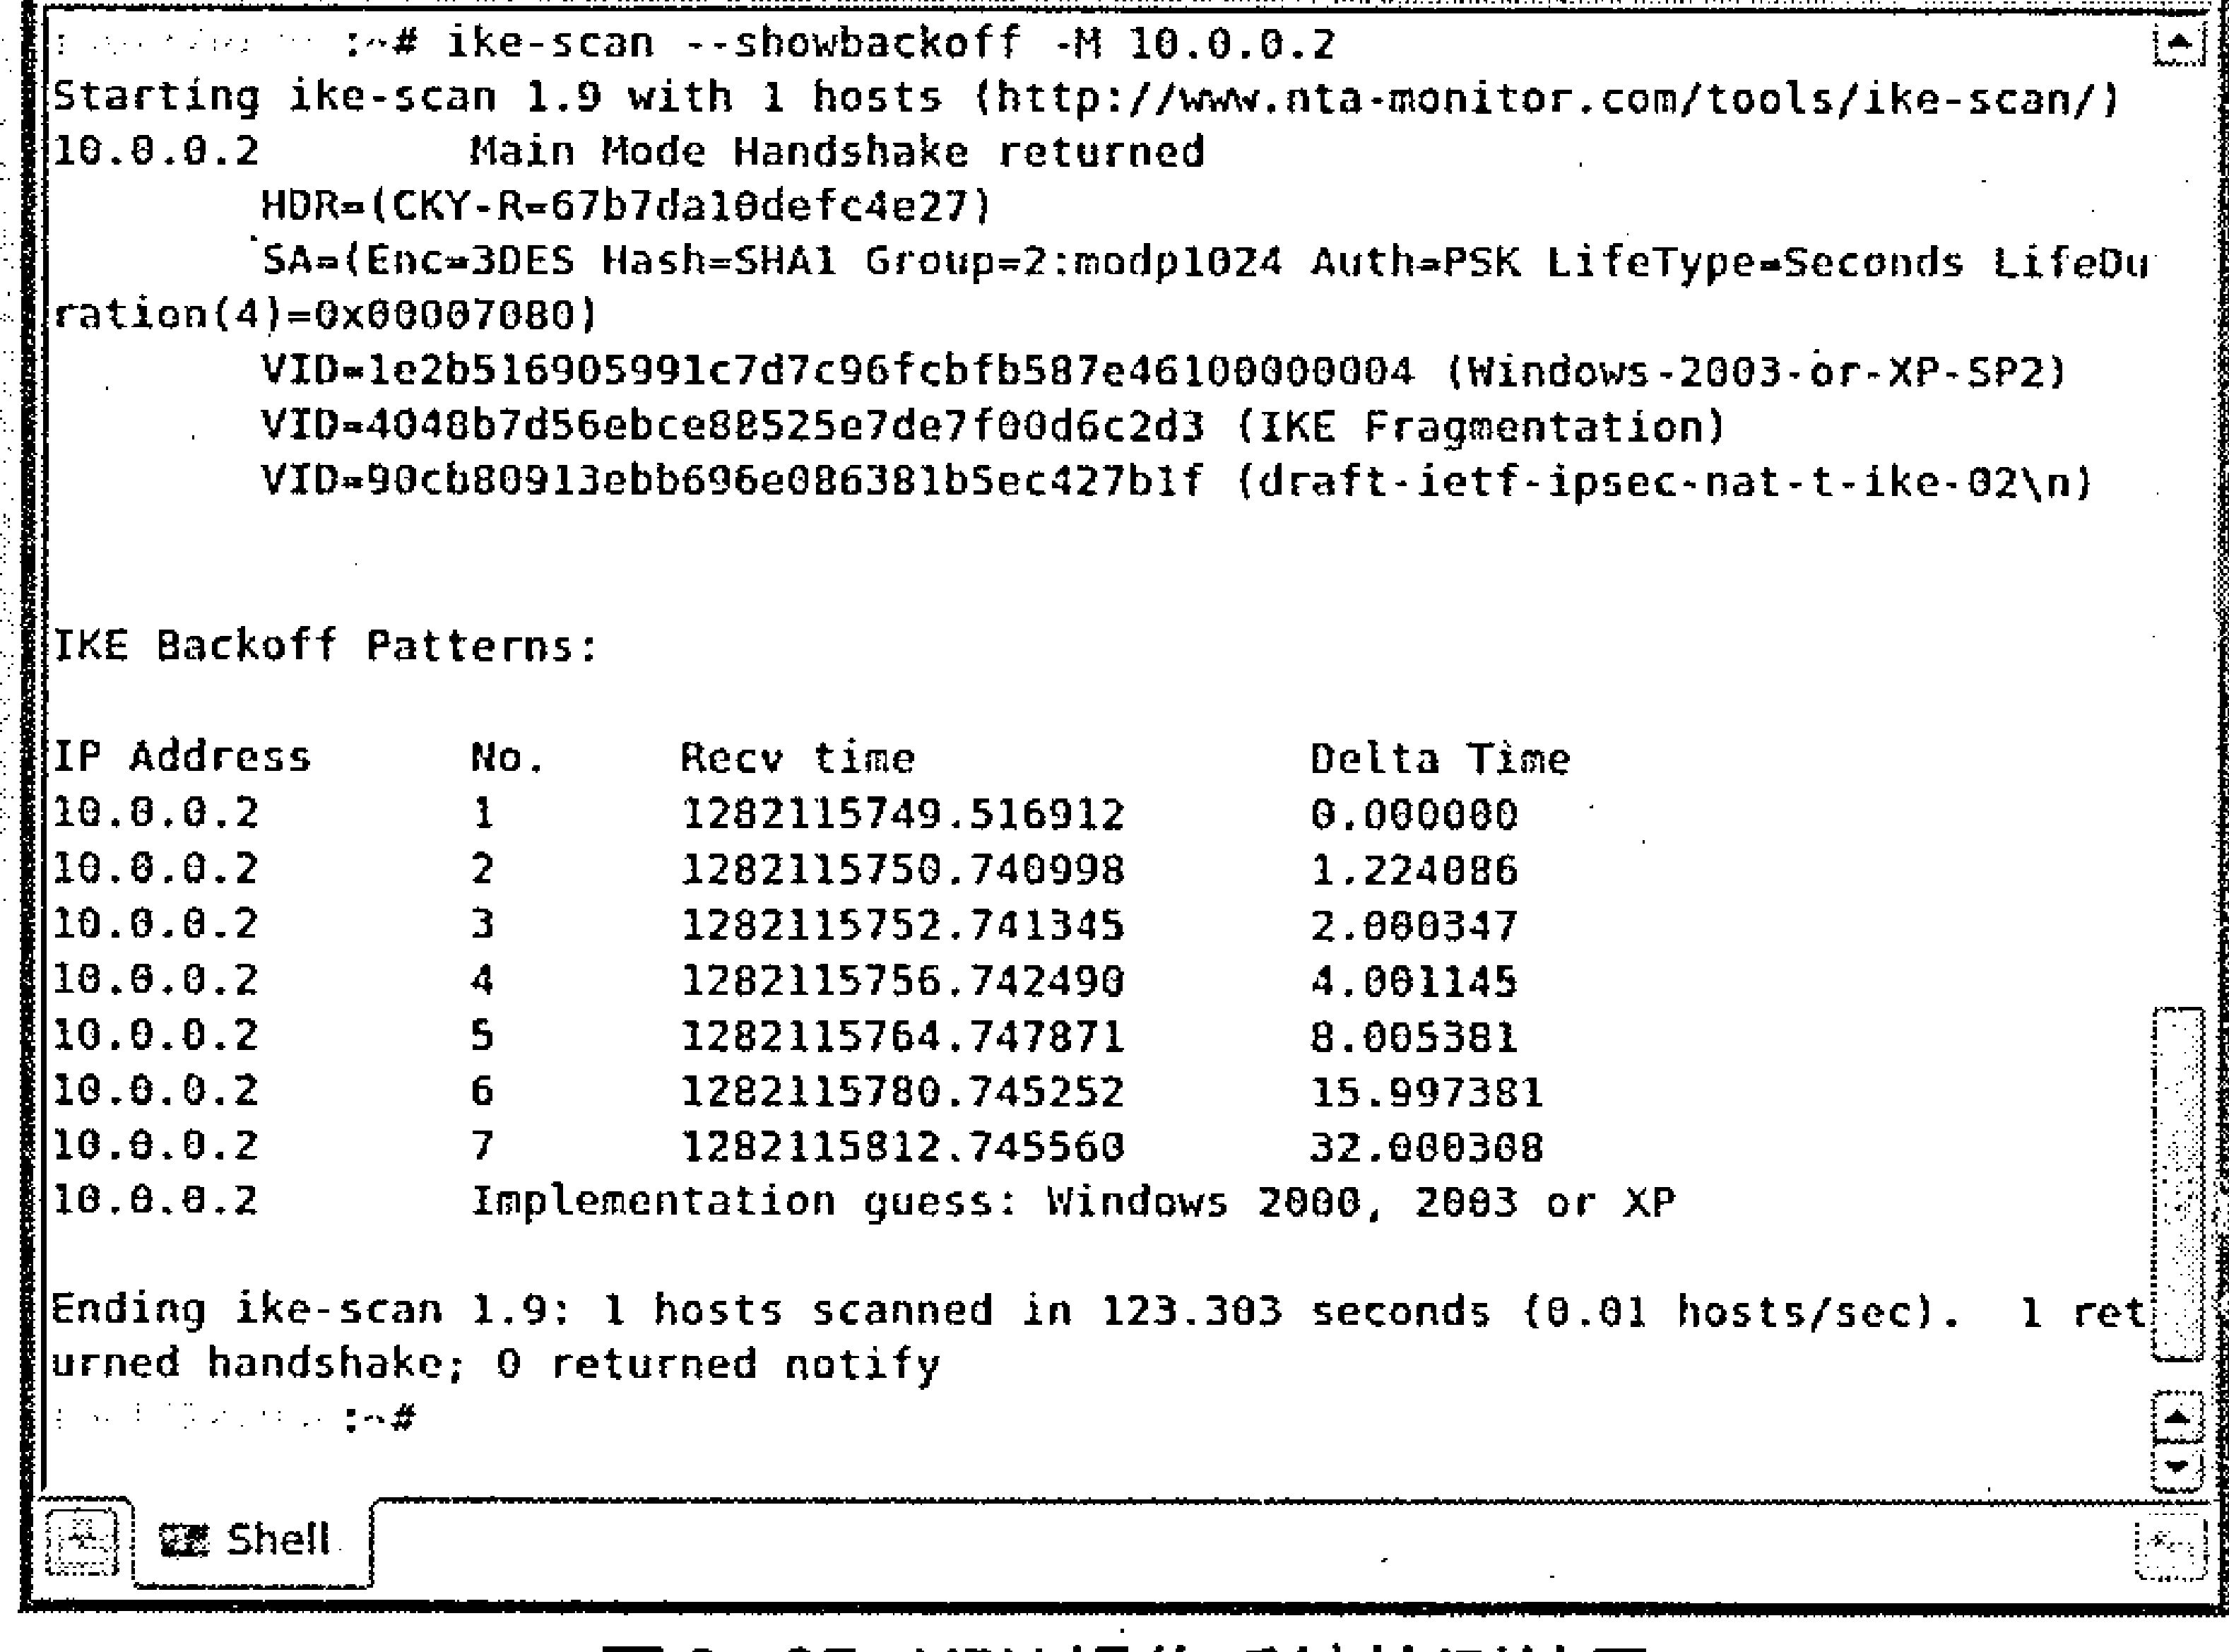 :~# ike-scan --showbackoff -M 10.0.0.2
Starting ike-scan 1.9 with 1 hosts (http://www.nta-monitor.com/tools/ike-scan/)
10.0.0.2 Main Mode Handshake returned
HDR=(CKY-R=67b7da10defc4e27)
SA=(Enc=3DES Hash=SHA1 Group=2:modp1024 Auth=PSK LifeType=Seconds LifeDu
ration(4)=0x00007080)
VID=1e2b516905991c7d7c96fcbfb587e46100000004 (Windows-2003-or-XP-SP2)
VID=4048b7d56ebce88525e7de7f00d6c2d3 (IKE Fragmentation)
VID=90cb80913ebb696e086381b5ec427b1f (draft-ietf-ipsec-nat-t-ike-02\n)
IKE Backoff Patterns:
IP Address No. Recv time Delta Time
10.0.0.2 1 1282115749.516912 0.000000
10.0.0.2 2 1282115750.740998 1.224086
10.0.0.2 3 1282115752.741345 2.000347
10.0.0.2 4 1282115756.742490 4.001145
10.0.0.2 5 1282115764.747871 8.005381
10.0.0.2 6 1282115780.745252 15.997381
10.0.0.2 7 1282115812.745560 32.000308
10.0.0.2 Implementation guess: Windows 2000, 2003 or XP
Ending ike-scan 1.9: 1 hosts scanned in 123.303 seconds (0.01 hosts/sec). 1 ret
urned handshake; 0 returned notify
:~#
Shell